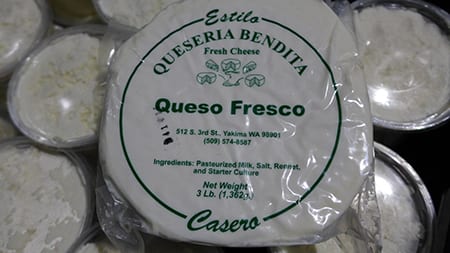 Estilo
QUESERIA BENDITA
Fresh Cheese
Queso Fresco
512 S. 3rd St., Yakima WA 98901
(509) 574-8587
Ingredients: Pasteurized Milk, Salt, Rennet,
and Starter Culture
Net Weight
3 Lb. (1,362g.)
Casero